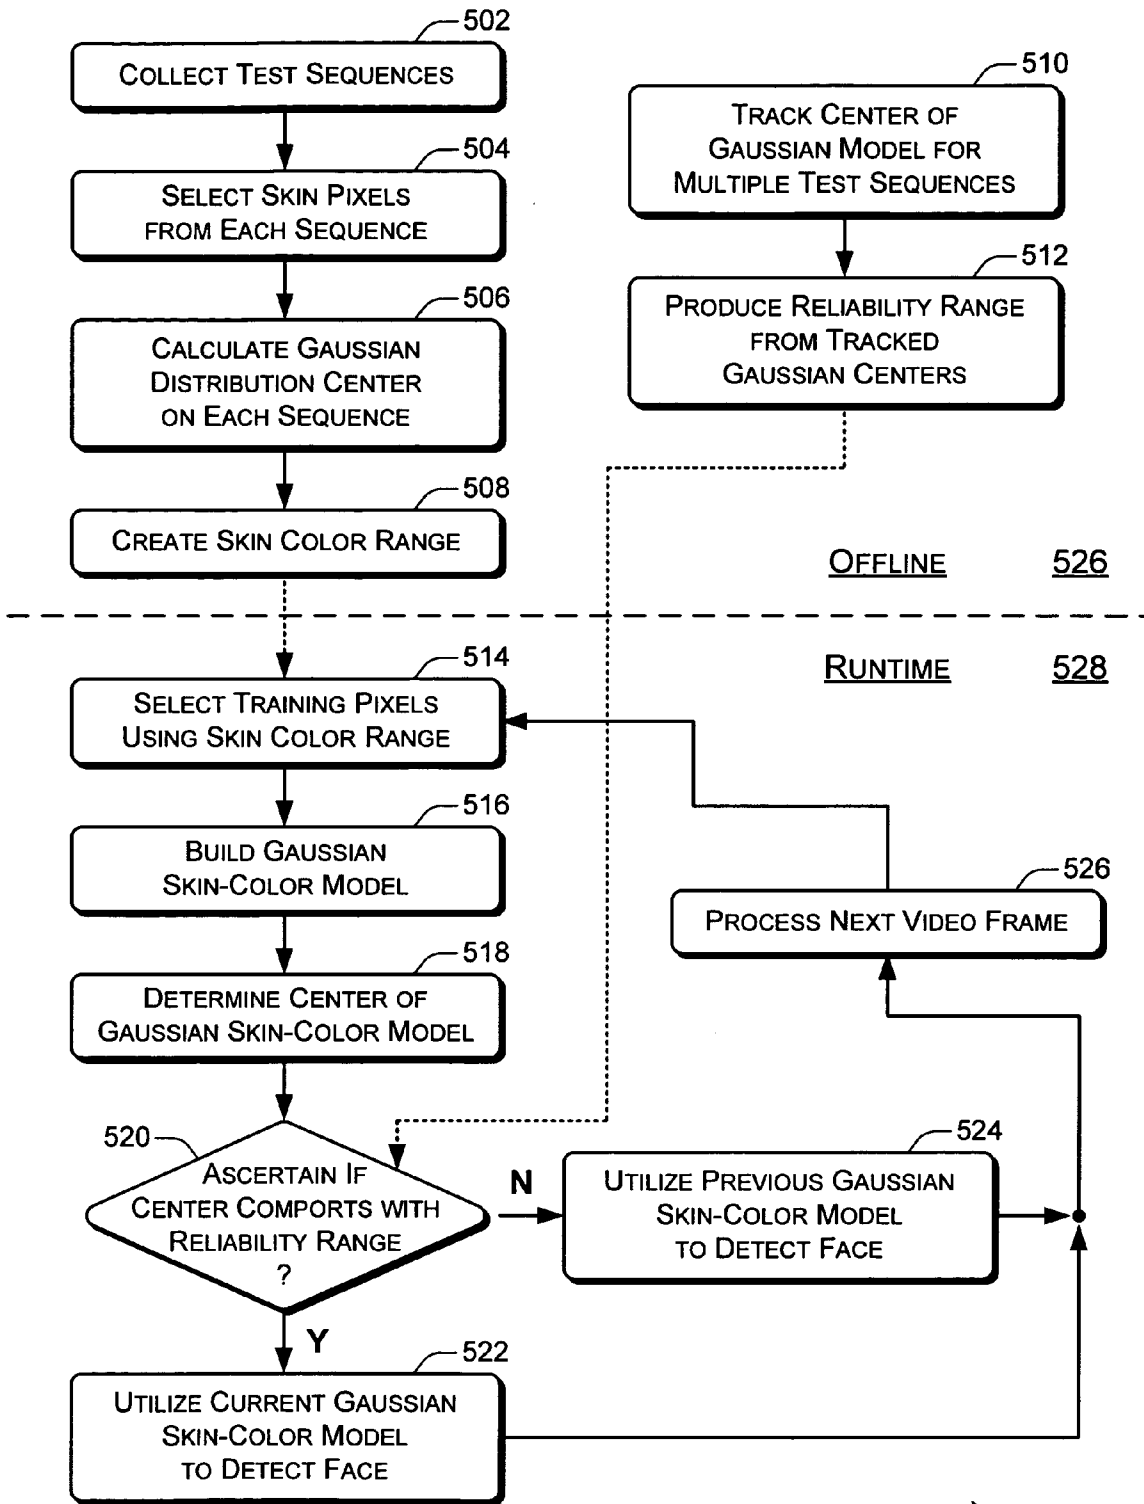 502
COLLECT TEST SEQUENCES
504
SELECT SKIN PIXELS
FROM EACH SEQUENCE
506
CALCULATE GAUSSIAN
DISTRIBUTION CENTER
ON EACH SEQUENCE
508
CREATE SKIN COLOR RANGE
510
TRACK CENTER OF
GAUSSIAN MODEL FOR
MULTIPLE TEST SEQUENCES
512
PRODUCE RELIABILITY RANGE
FROM TRACKED
GAUSSIAN CENTERS
OFFLINE 526
RUNTIME 528
514
SELECT TRAINING PIXELS
USING SKIN COLOR RANGE
516
BUILD GAUSSIAN
SKIN-COLOR MODEL
518
DETERMINE CENTER OF
GAUSSIAN SKIN-COLOR MODEL
520
ASCERTAIN IF
CENTER COMPORTS WITH
RELIABILITY RANGE
?
N
Y
522
UTILIZE CURRENT GAUSSIAN
SKIN-COLOR MODEL
TO DETECT FACE
524
UTILIZE PREVIOUS GAUSSIAN
SKIN-COLOR MODEL
TO DETECT FACE
526
PROCESS NEXT VIDEO FRAME